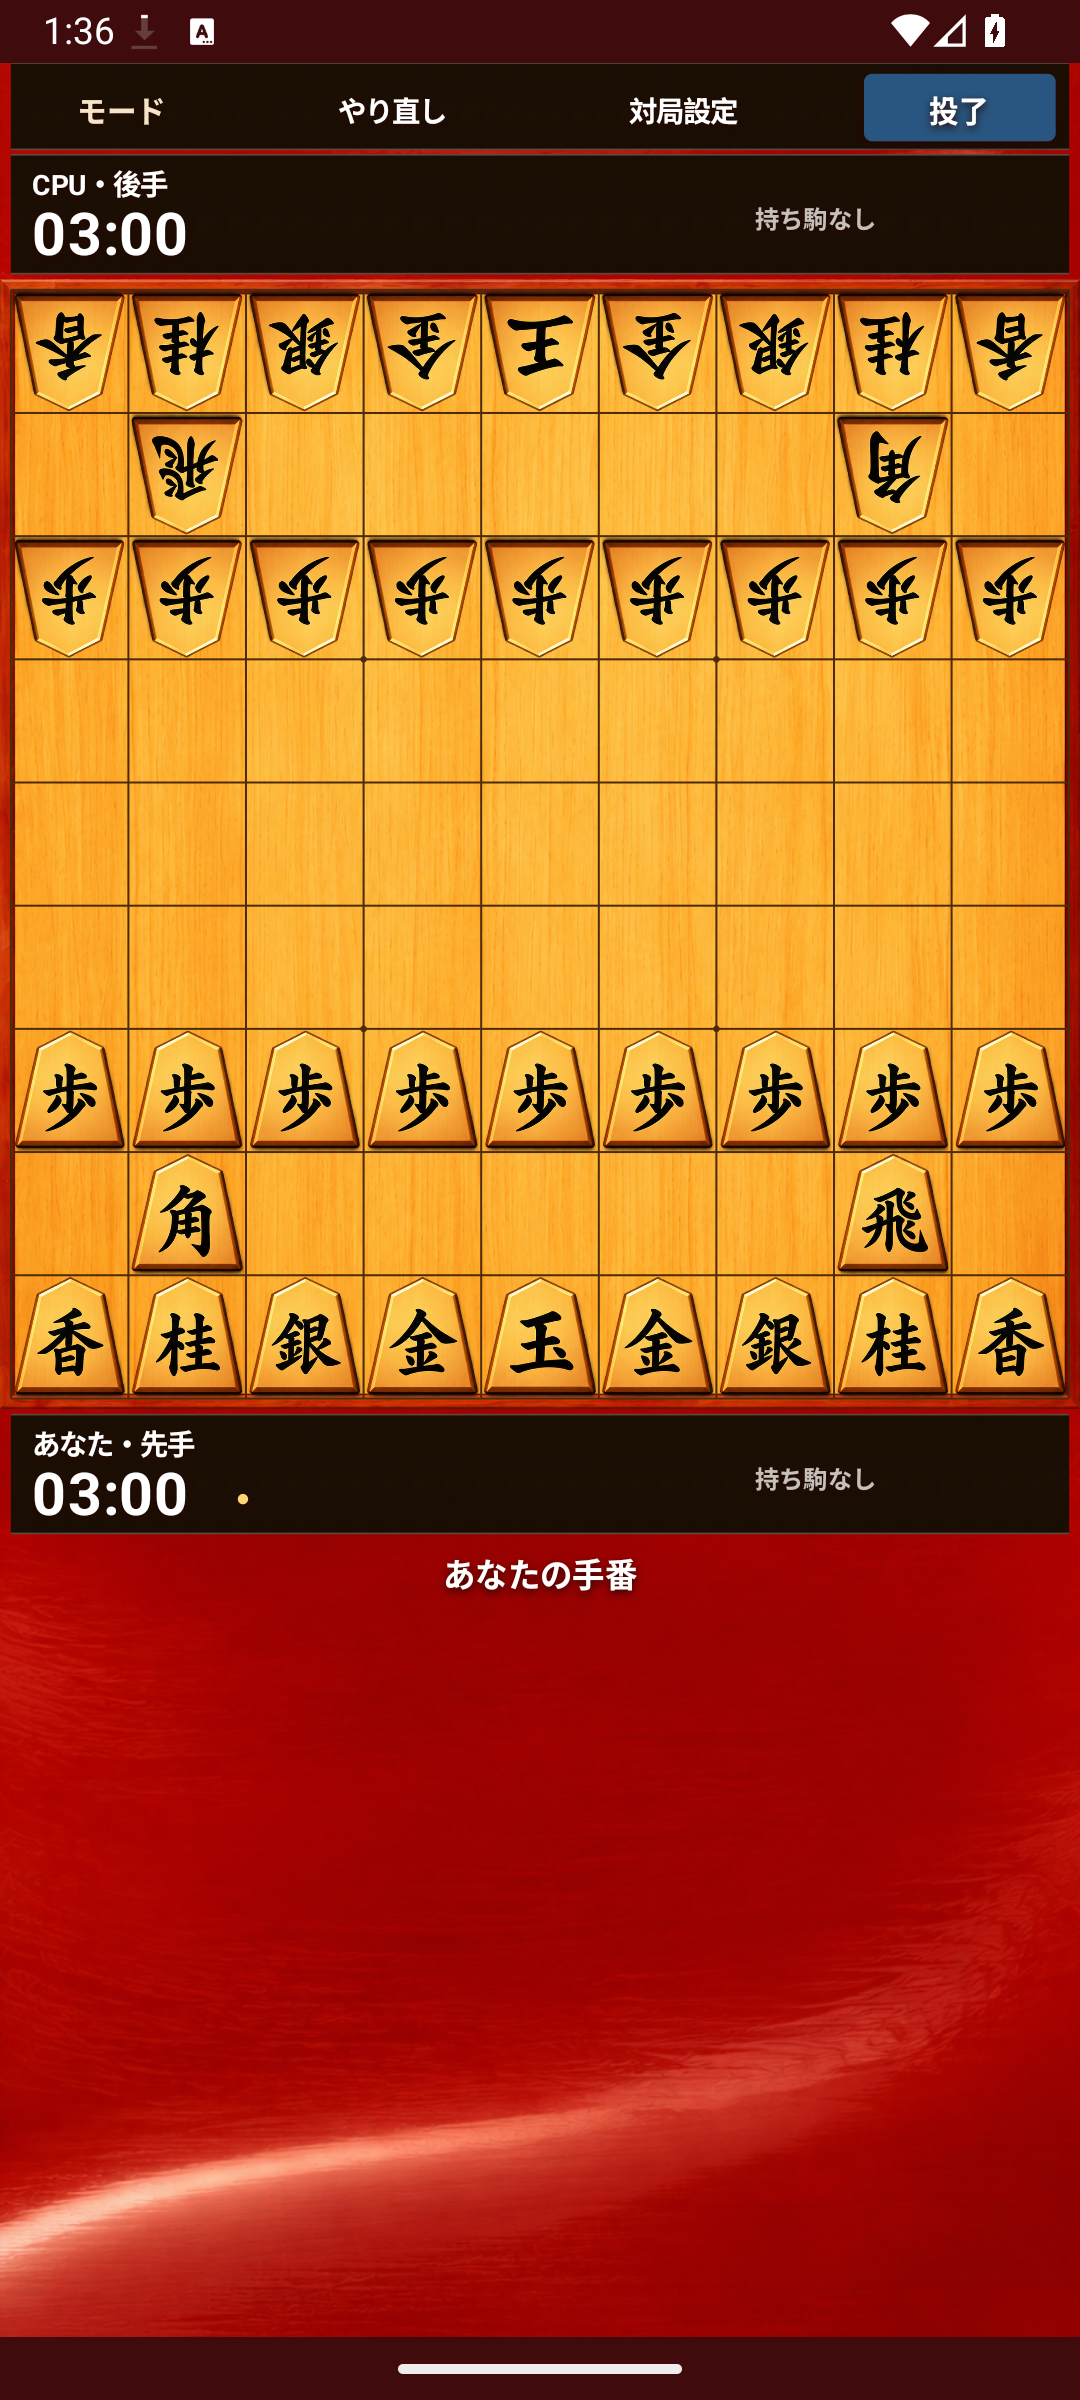 1:36
モード やり直し 対局設定 投了
CPU・後手
03:00
持ち駒なし
香 桂 銀 金 王 金 銀 桂 香
飛 角
歩 歩 歩 歩 歩 歩 歩 歩 歩
歩 歩 歩 歩 歩 歩 歩 歩 歩
角 飛
香 桂 銀 金 玉 金 銀 桂 香
あなた・先手
03:00
持ち駒なし
あなたの手番